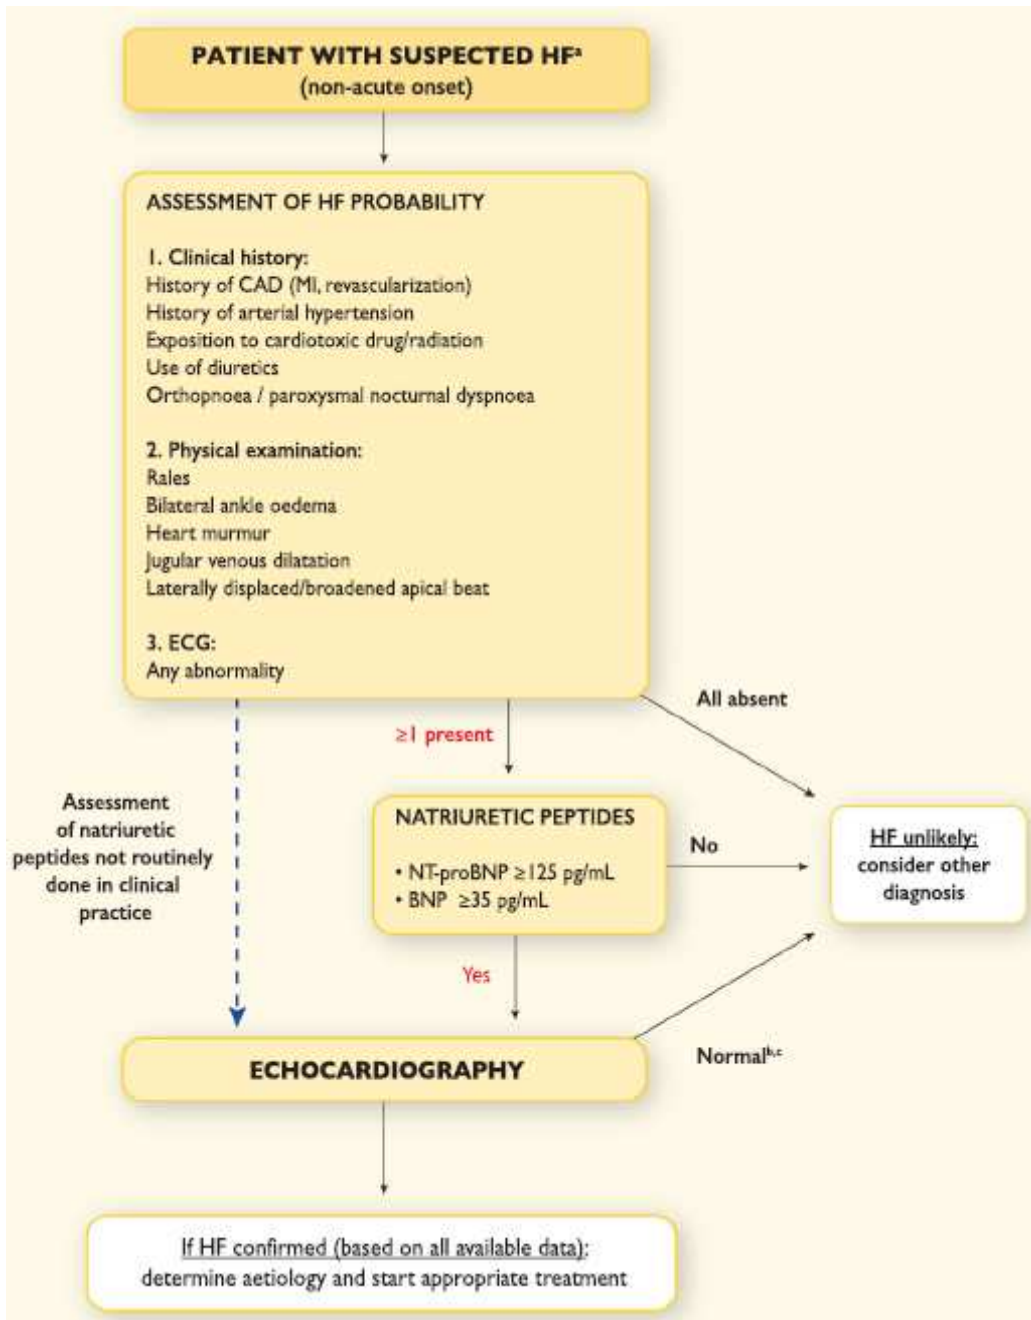 PATIENT WITH SUSPECTED HFᵃ
(non-acute onset)
ASSESSMENT OF HF PROBABILITY
1. Clinical history:
History of CAD (MI, revascularization)
History of arterial hypertension
Exposition to cardiotoxic drug/radiation
Use of diuretics
Orthopnoea / paroxysmal nocturnal dyspnoea
2. Physical examination:
Rales
Bilateral ankle oedema
Heart murmur
Jugular venous dilatation
Laterally displaced/broadened apical beat
3. ECG:
Any abnormality
All absent
≥1 present
Assessment
of natriuretic
peptides not routinely
done in clinical
practice
NATRIURETIC PEPTIDES
• NT-proBNP ≥125 pg/mL
• BNP ≥35 pg/mL
No
HF unlikely:
consider other
diagnosis
Yes
Normalᵇ,ᶜ
ECHOCARDIOGRAPHY
If HF confirmed (based on all available data):
determine aetiology and start appropriate treatment